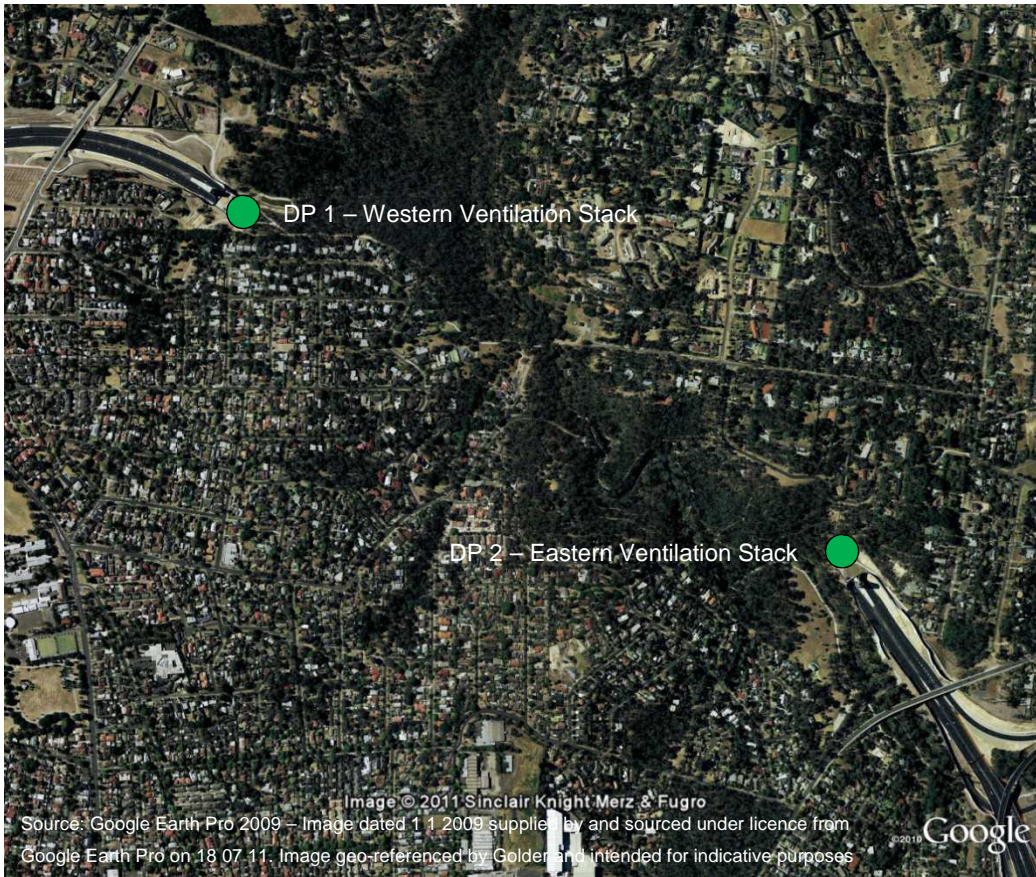 DP 1 – Western Ventilation Stack
DP 2 – Eastern Ventilation Stack
Image © 2011 Sinclair Knight Merz & Fugro
Source: Google Earth Pro 2009 – Image dated 1 1 2009 supplied by and sourced under licence from
©2010 Google
Google Earth Pro on 18 07 11. Image geo-referenced by Golder and intended for indicative purposes